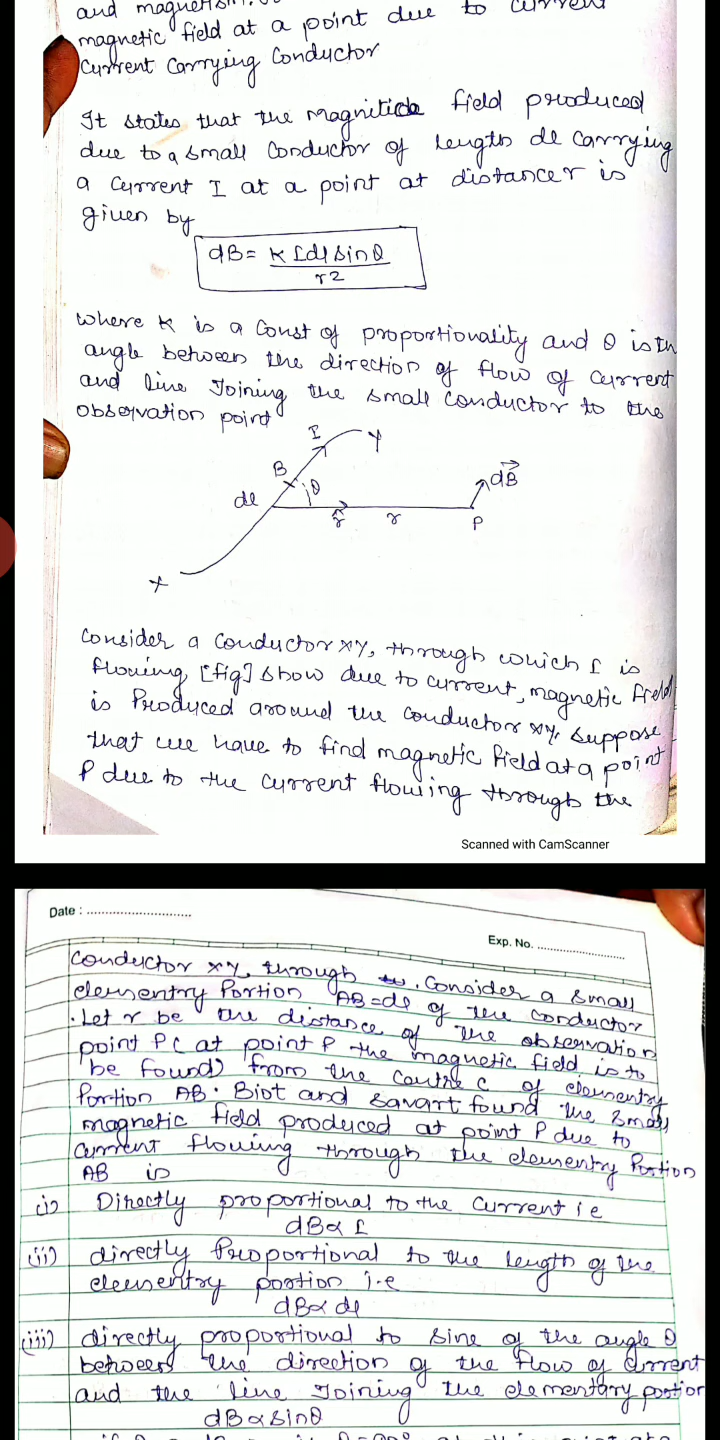 and magnetism.
magnetic field at a point due to current
Current Carrying Conductor
It states that the magnitide field produced
due to a small Conductor of length dl Carrying
a Current I at a point at distance r is
given by
dB = K I dl sinθ
r2
where K is a Const of proportionality and θ is th
angle between the direction of flow of Current
and line Joining the small conductor to the
observation point
I
Y
B
θ
dl
r̂
r
P
dB
X
Consider a conductor XY, through which I is
flowing [fig] show due to current, magnetic field
is Produced around the conductor XY, suppose
that we have to find magnetic field at a point
P due to the current flowing through the
Scanned with CamScanner
Date :
Exp. No.
Conductor XY, through . Consider a small
elementry Portion AB=dl of the conductor
. Let r be the distance of the observation
point P( at point P the magnetic field is to
be found) from the centre C of elementry
Portion AB. Biot and Savart found the small
magnetic field produced at point P due to
Current flowing through the elementry Portion
AB is
(i) Directly proportional to the current i e
dB∝ I
(ii) directly Proportional to the length of the
elementry portion i.e
dB∝ dl
(iii) directly proportional to sine of the angle θ
between the direction of the flow of current
and the line Joining the elementary portion
dB∝sinθ